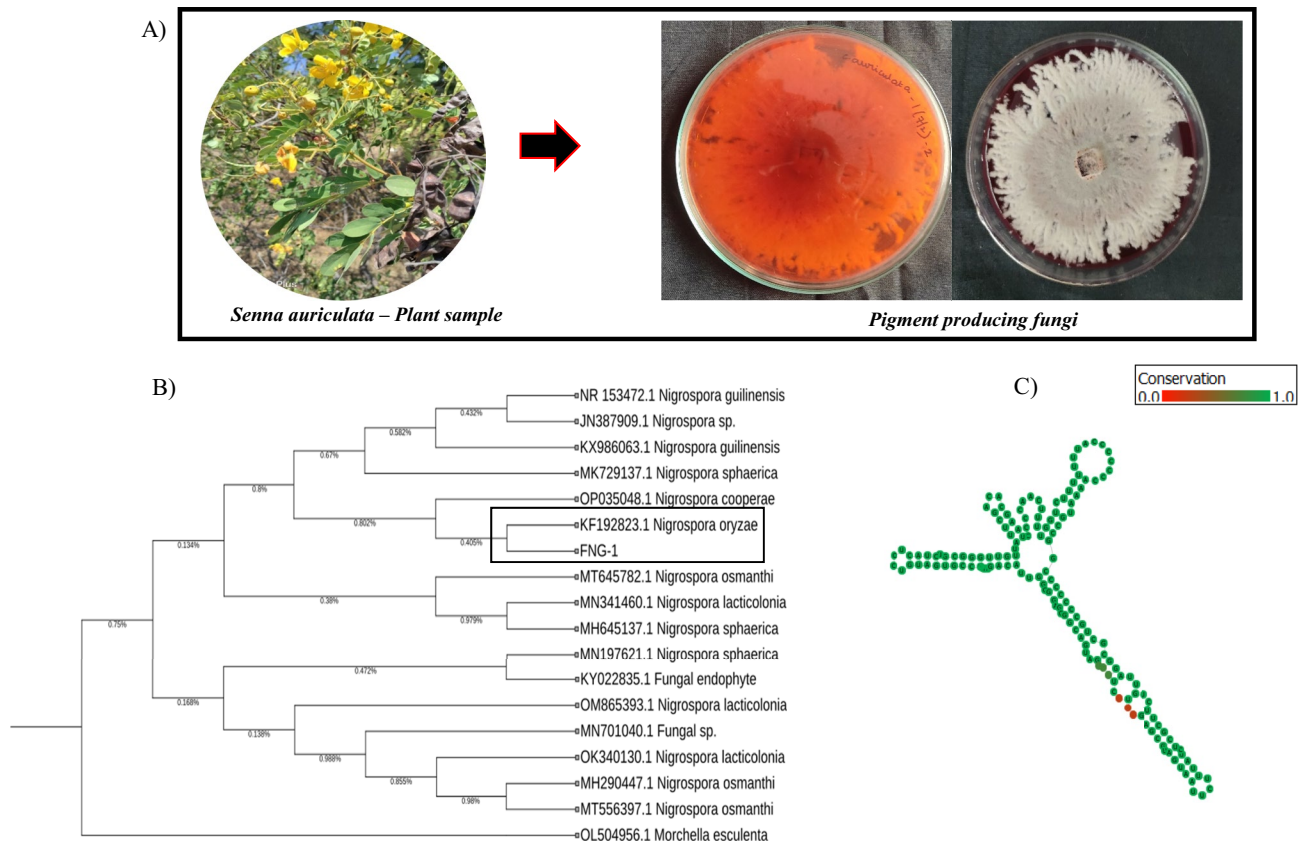 A)
Senna auriculata – Plant sample
Pigment producing fungi
B)
NR 153472.1 Nigrospora guilinensis
0.432%
JN387909.1 Nigrospora sp.
0.582%
KX986063.1 Nigrospora guilinensis
0.67%
MK729137.1 Nigrospora sphaerica
0.8%
OP035048.1 Nigrospora cooperae
0.802%
KF192823.1 Nigrospora oryzae
0.405%
FNG-1
0.134%
MT645782.1 Nigrospora osmanthi
0.38%
MN341460.1 Nigrospora lacticolonia
0.979%
MH645137.1 Nigrospora sphaerica
0.75%
MN197621.1 Nigrospora sphaerica
0.472%
KY022835.1 Fungal endophyte
0.168%
OM865393.1 Nigrospora lacticolonia
0.138%
MN701040.1 Fungal sp.
0.988%
OK340130.1 Nigrospora lacticolonia
0.855%
MH290447.1 Nigrospora osmanthi
0.98%
MT556397.1 Nigrospora osmanthi
OL504956.1 Morchella esculenta
C)
Conservation
0.0 1.0